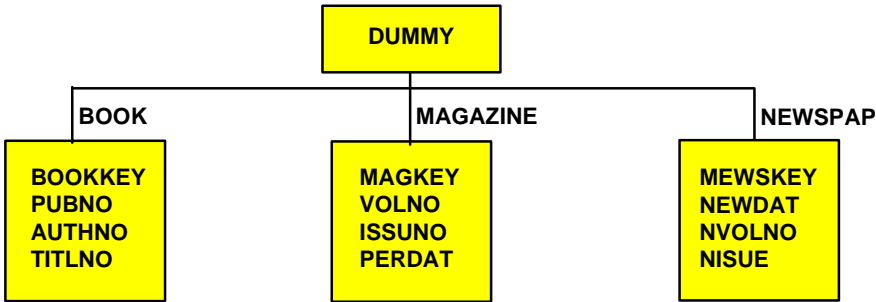 DUMMY
BOOK
MAGAZINE
NEWSPAP
BOOKKEY
PUBNO
AUTHNO
TITLNO
MAGKEY
VOLNO
ISSUNO
PERDAT
MEWSKEY
NEWDAT
NVOLNO
NISUE